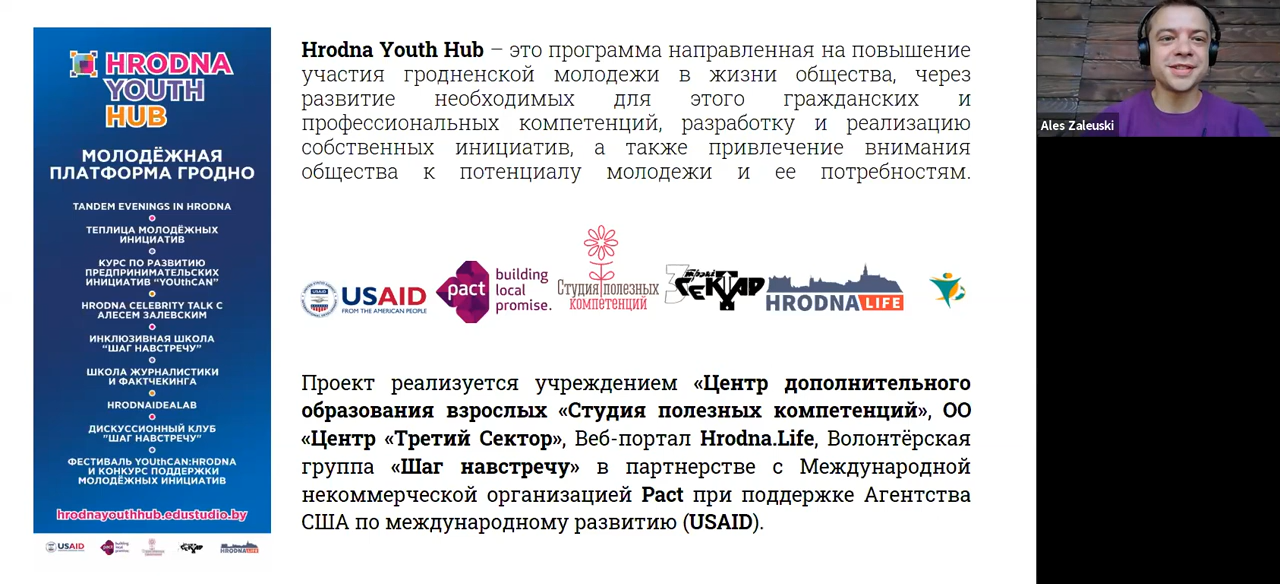 HRODNA
YOUTH
HUB
МОЛОДЁЖНАЯ
ПЛАТФОРМА ГРОДНО
TANDEM EVENINGS IN HRODNA
ТЕПЛИЦА МОЛОДЁЖНЫХ
ИНИЦИАТИВ
КУРС ПО РАЗВИТИЮ
ПРЕДПРИНИМАТЕЛЬСКИХ
ИНИЦИАТИВ “YOUthCAN”
HRODNA CELEBRITY TALK С
АЛЕСЕМ ЗАЛЕВСКИМ
ИНКЛЮЗИВНАЯ ШКОЛА
“ШАГ НАВСТРЕЧУ”
ШКОЛА ЖУРНАЛИСТИКИ
И ФАКТЧЕКИНГА
HRODNAIDEALAB
ДИСКУССИОННЫЙ КЛУБ
"ШАГ НАВСТРЕЧУ"
ФЕСТИВАЛЬ YOUthCAN:HRODNA
И КОНКУРС ПОДДЕРЖКИ
МОЛОДЁЖНЫХ ИНИЦИАТИВ
hrodnayouthhub.edustudio.by
USAID
pact
HRODNALIFE
Hrodna Youth Hub – это программа направленная на повышение
участия гродненской молодежи в жизни общества, через
развитие необходимых для этого гражданских и
профессиональных компетенций, разработку и реализацию
собственных инициатив, а также привлечение внимания
общества к потенциалу молодежи и ее потребностям.
USAID
FROM THE AMERICAN PEOPLE
pact
building
local
promise.
Студия полезных
компетенций
3 Трэці
СЕКТАР
HRODNA LIFE
Проект реализуется учреждением «Центр дополнительного
образования взрослых «Студия полезных компетенций», ОО
«Центр «Третий Сектор», Веб-портал Hrodna.Life, Волонтёрская
группа «Шаг навстречу» в партнерстве с Международной
некоммерческой организацией Pact при поддержке Агентства
США по международному развитию (USAID).
Ales Zaleuski